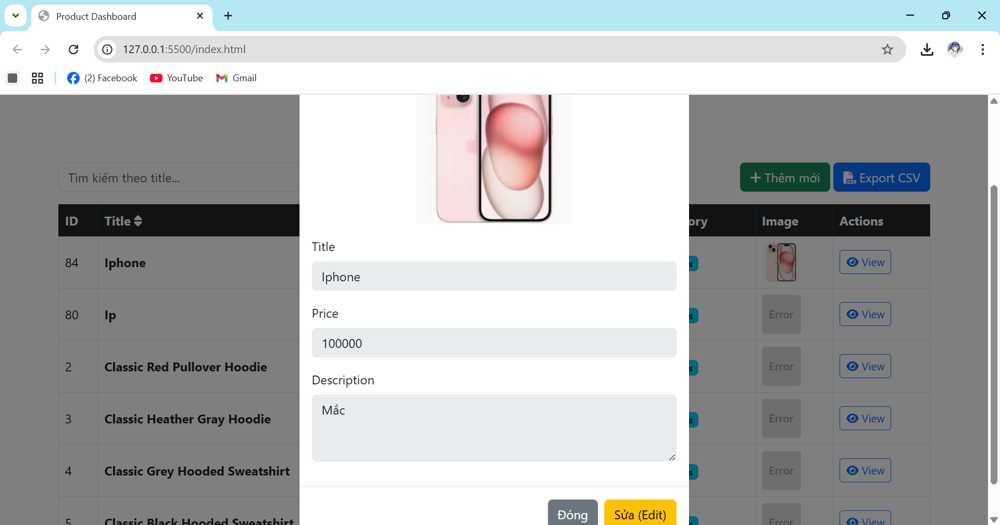 Product Dashboard
127.0.0.1:5500/index.html
(2) Facebook
YouTube
Gmail
Tìm kiếm theo title...
Thêm mới
CSV Export CSV
ID Title ory Image Actions
84 Iphone s View
80 Ip s Error View
2 Classic Red Pullover Hoodie s Error View
3 Classic Heather Gray Hoodie s Error View
4 Classic Grey Hooded Sweatshirt s Error View
5 Classic Black Hooded Sweatshirt Error View
Title
Iphone
Price
100000
Description
Mắc
Đóng
Sửa (Edit)